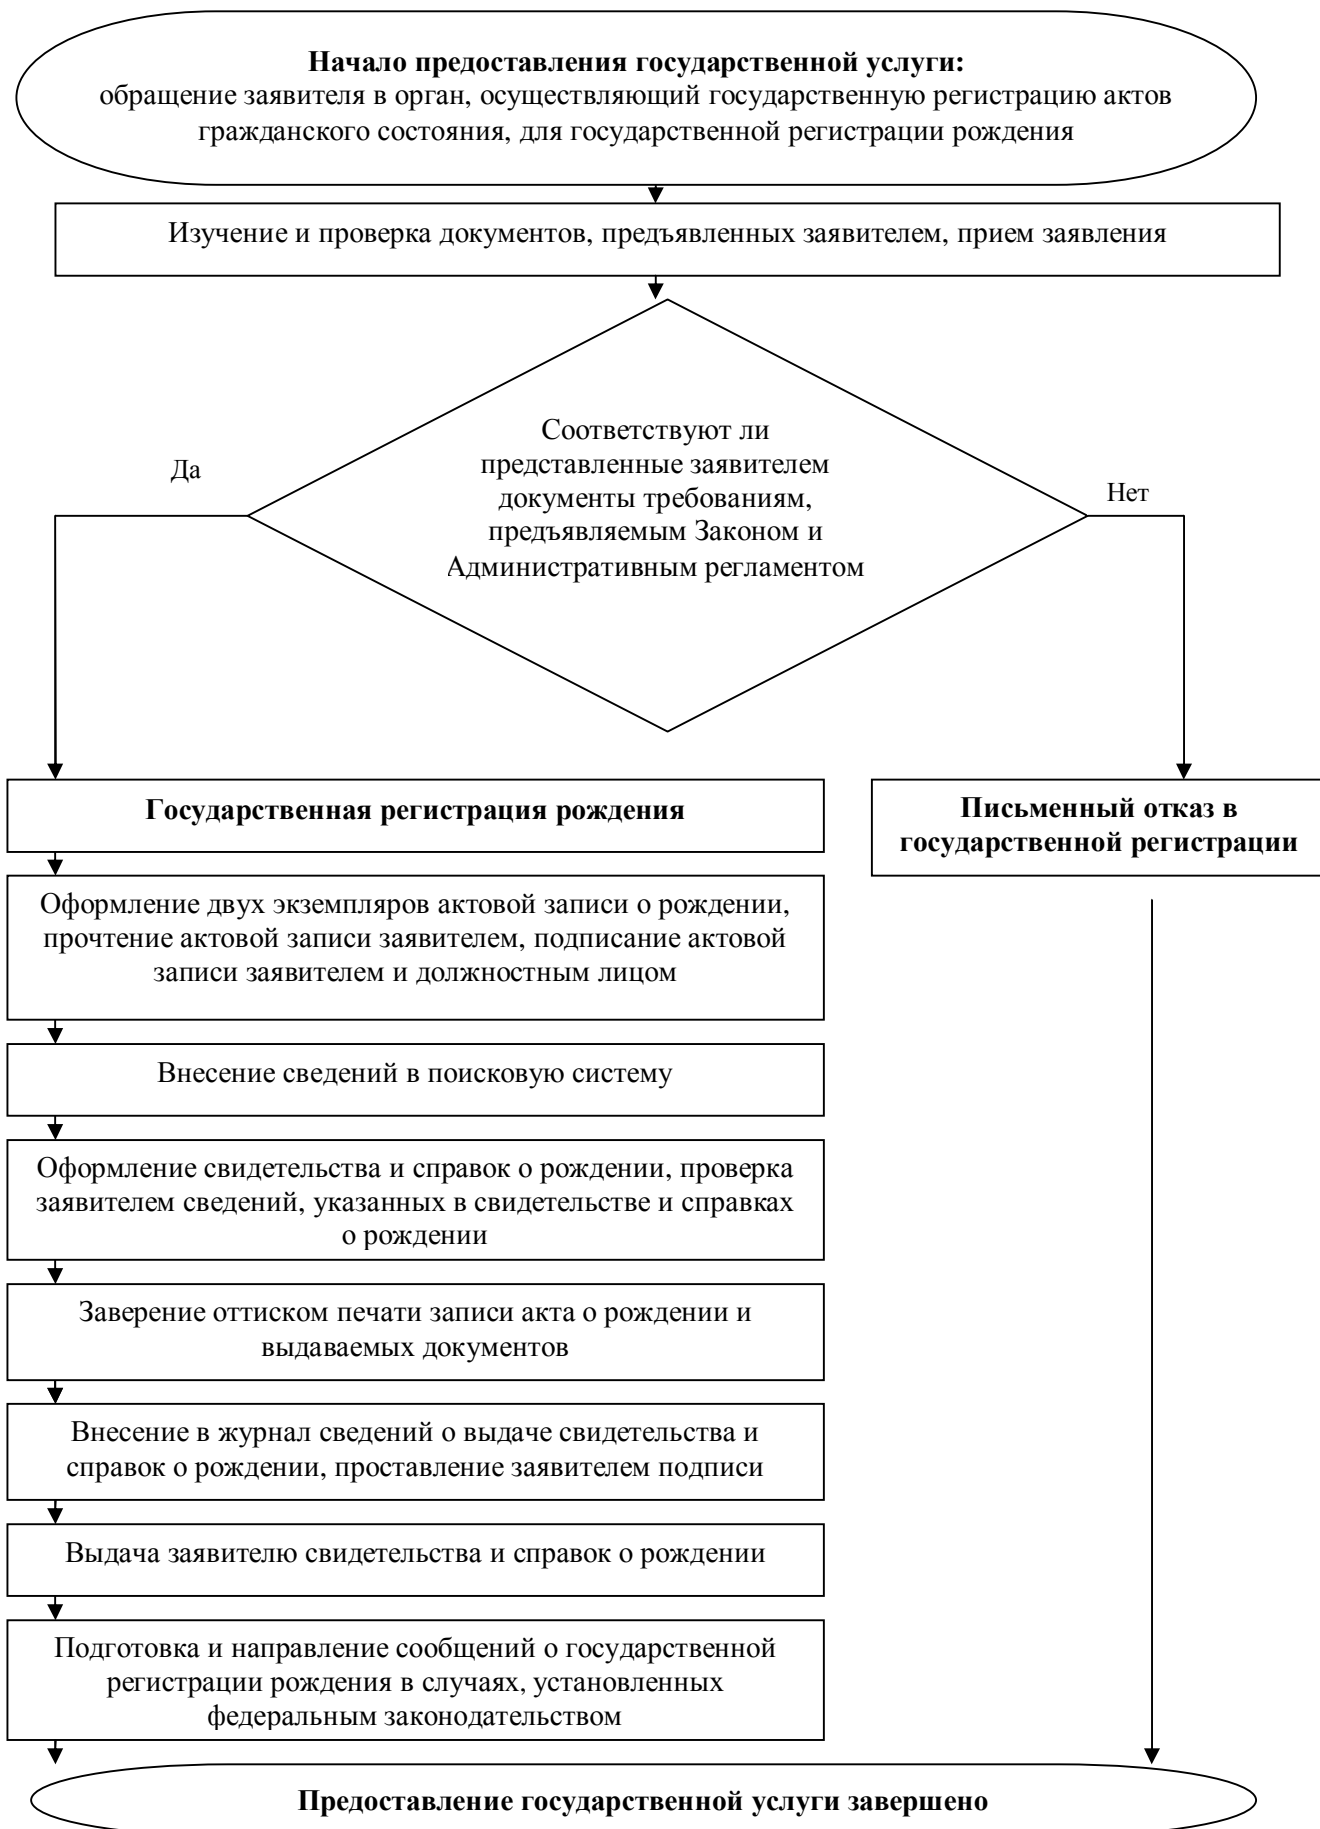 Начало предоставления государственной услуги:
обращение заявителя в орган, осуществляющий государственную регистрацию актов
гражданского состояния, для государственной регистрации рождения
Изучение и проверка документов, предъявленных заявителем, прием заявления
Соответствуют ли
представленные заявителем
документы требованиям,
предъявляемым Законом и
Административным регламентом
Да
Нет
Государственная регистрация рождения
Письменный отказ в
государственной регистрации
Оформление двух экземпляров актовой записи о рождении,
прочтение актовой записи заявителем, подписание актовой
записи заявителем и должностным лицом
Внесение сведений в поисковую систему
Оформление свидетельства и справок о рождении, проверка
заявителем сведений, указанных в свидетельстве и справках
о рождении
Заверение оттиском печати записи акта о рождении и
выдаваемых документов
Внесение в журнал сведений о выдаче свидетельства и
справок о рождении, проставление заявителем подписи
Выдача заявителю свидетельства и справок о рождении
Подготовка и направление сообщений о государственной
регистрации рождения в случаях, установленных
федеральным законодательством
Предоставление государственной услуги завершено